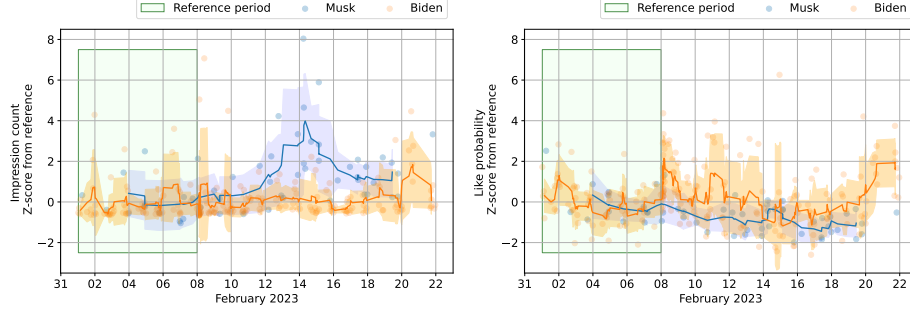 Reference period Musk Biden
8
6
4
2
0
−2
Impression count
Z-score from reference
31 02 04 06 08 10 12 14 16 18 20 22
February 2023
Reference period Musk Biden
8
6
4
2
0
−2
Like probability
Z-score from reference
31 02 04 06 08 10 12 14 16 18 20 22
February 2023